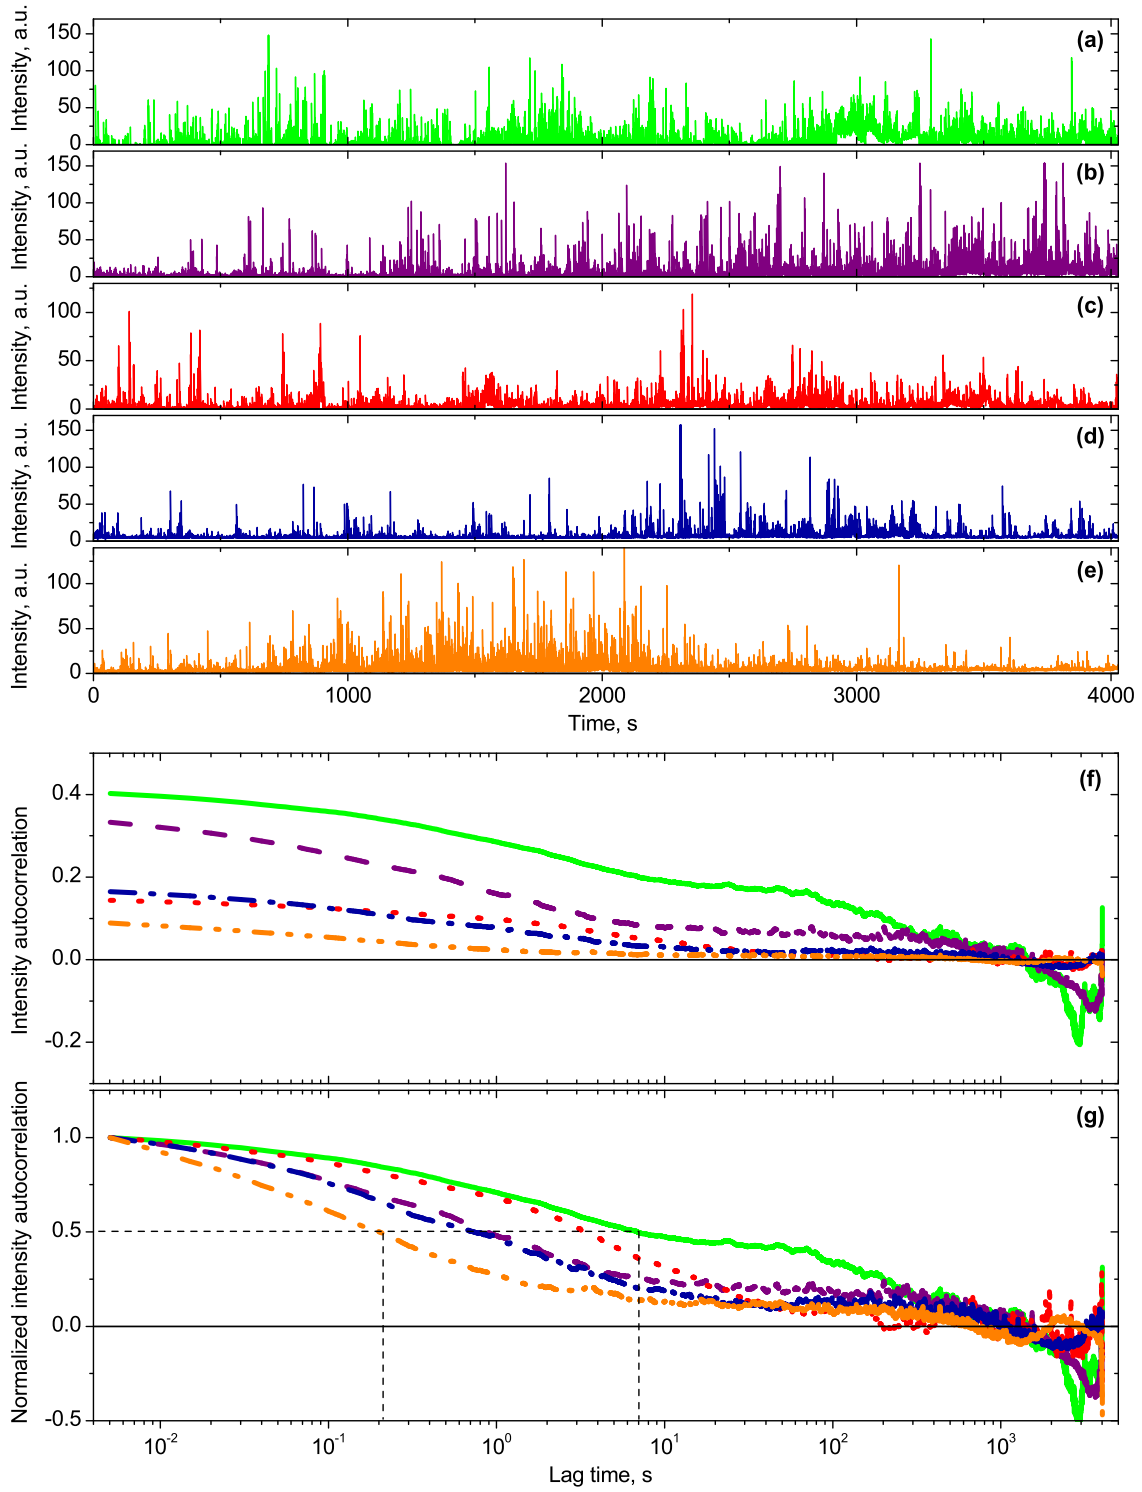 Intensity, a.u.
150
100
50
0
(a)
Intensity, a.u.
150
100
50
0
(b)
Intensity, a.u.
100
50
0
(c)
Intensity, a.u.
150
100
50
0
(d)
Intensity, a.u.
100
50
0
(e)
0 1000 2000 3000 4000
Time, s
Intensity autocorrelation
0.4
0.2
0.0
-0.2
(f)
Normalized intensity autocorrelation
1.0
0.5
0.0
-0.5
(g)
10⁻² 10⁻¹ 10⁰ 10¹ 10² 10³
Lag time, s